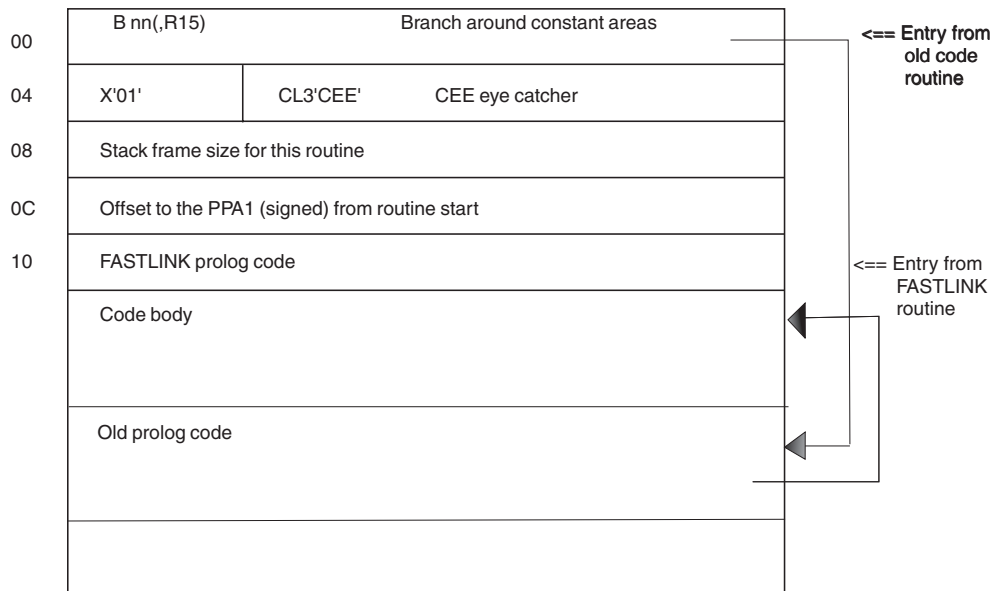 B nn(,R15) Branch around constant areas
00
<== Entry from
old code
routine
04 X'01' CL3'CEE' CEE eye catcher
08 Stack frame size for this routine
0C Offset to the PPA1 (signed) from routine start
10 FASTLINK prolog code
<== Entry from
FASTLINK
routine
Code body
Old prolog code